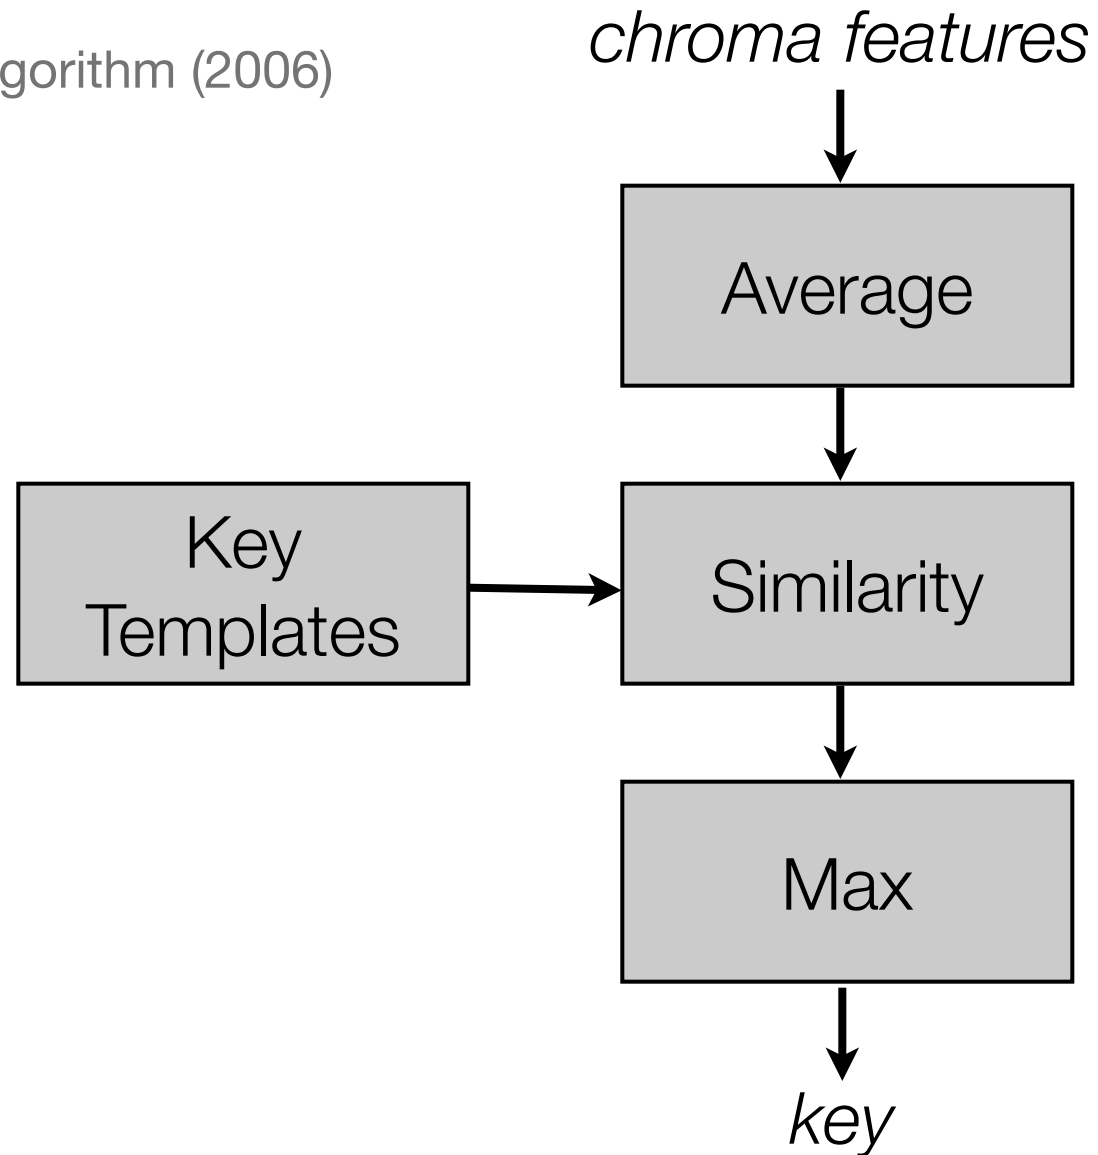 gorithm (2006)
chroma features
Average
Key
Templates
Similarity
Max
key